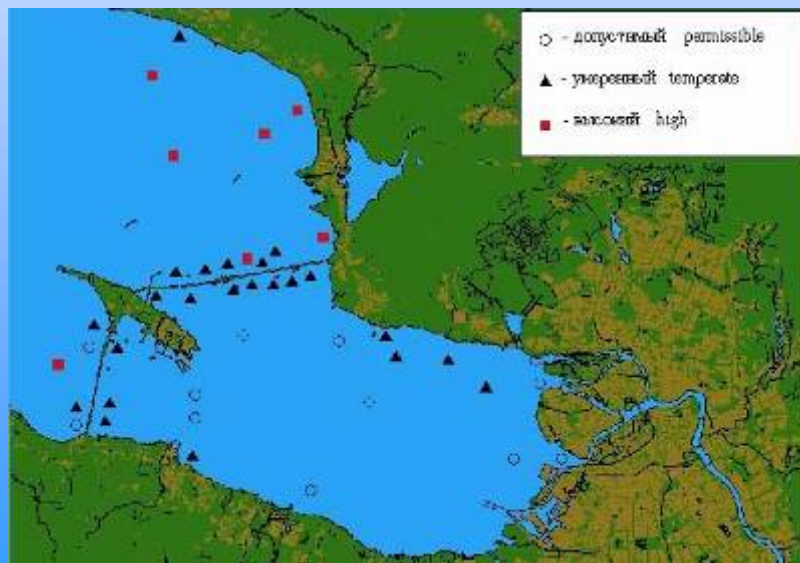 - допустимый permissible
- умеренный temperate
- высокий high